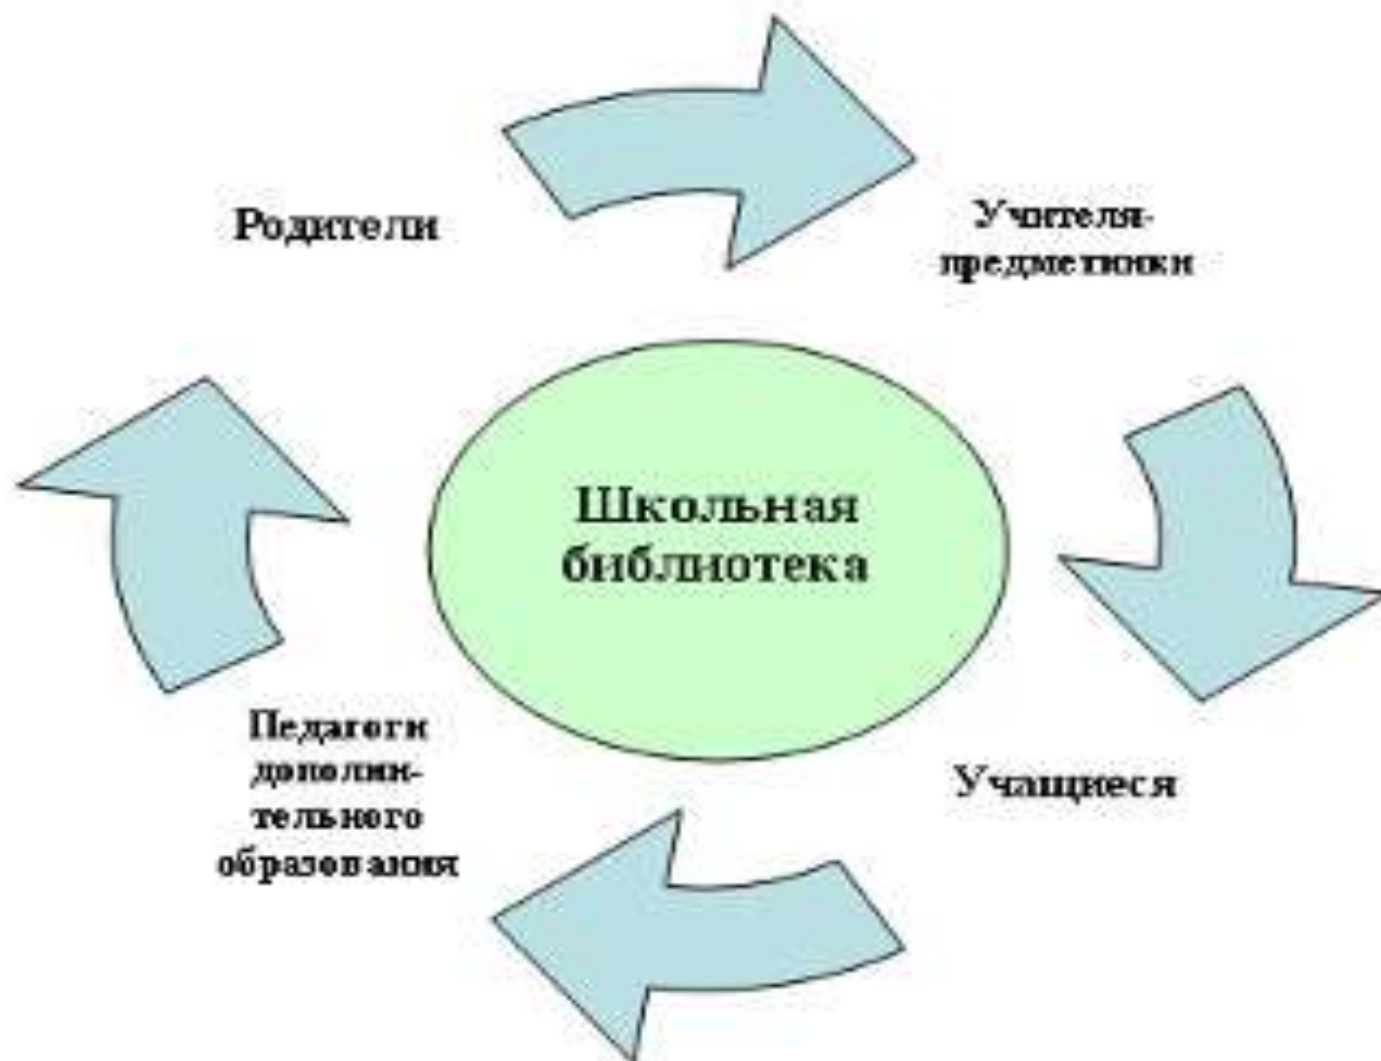 Родители
Учителя-
предметники
Школьная
библиотека
Педагоги
дополни-
тельного
образования
Учащиеся